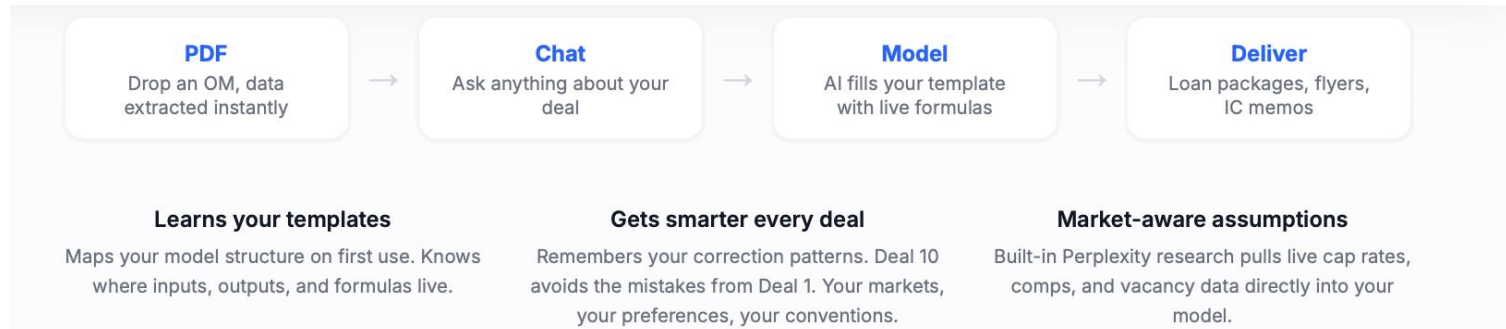 PDF
Drop an OM, data
extracted instantly
Chat
Ask anything about your
deal
Model
AI fills your template
with live formulas
Deliver
Loan packages, flyers,
IC memos
Learns your templates
Maps your model structure on first use. Knows
where inputs, outputs, and formulas live.
Gets smarter every deal
Remembers your correction patterns. Deal 10
avoids the mistakes from Deal 1. Your markets,
your preferences, your conventions.
Market-aware assumptions
Built-in Perplexity research pulls live cap rates,
comps, and vacancy data directly into your
model.